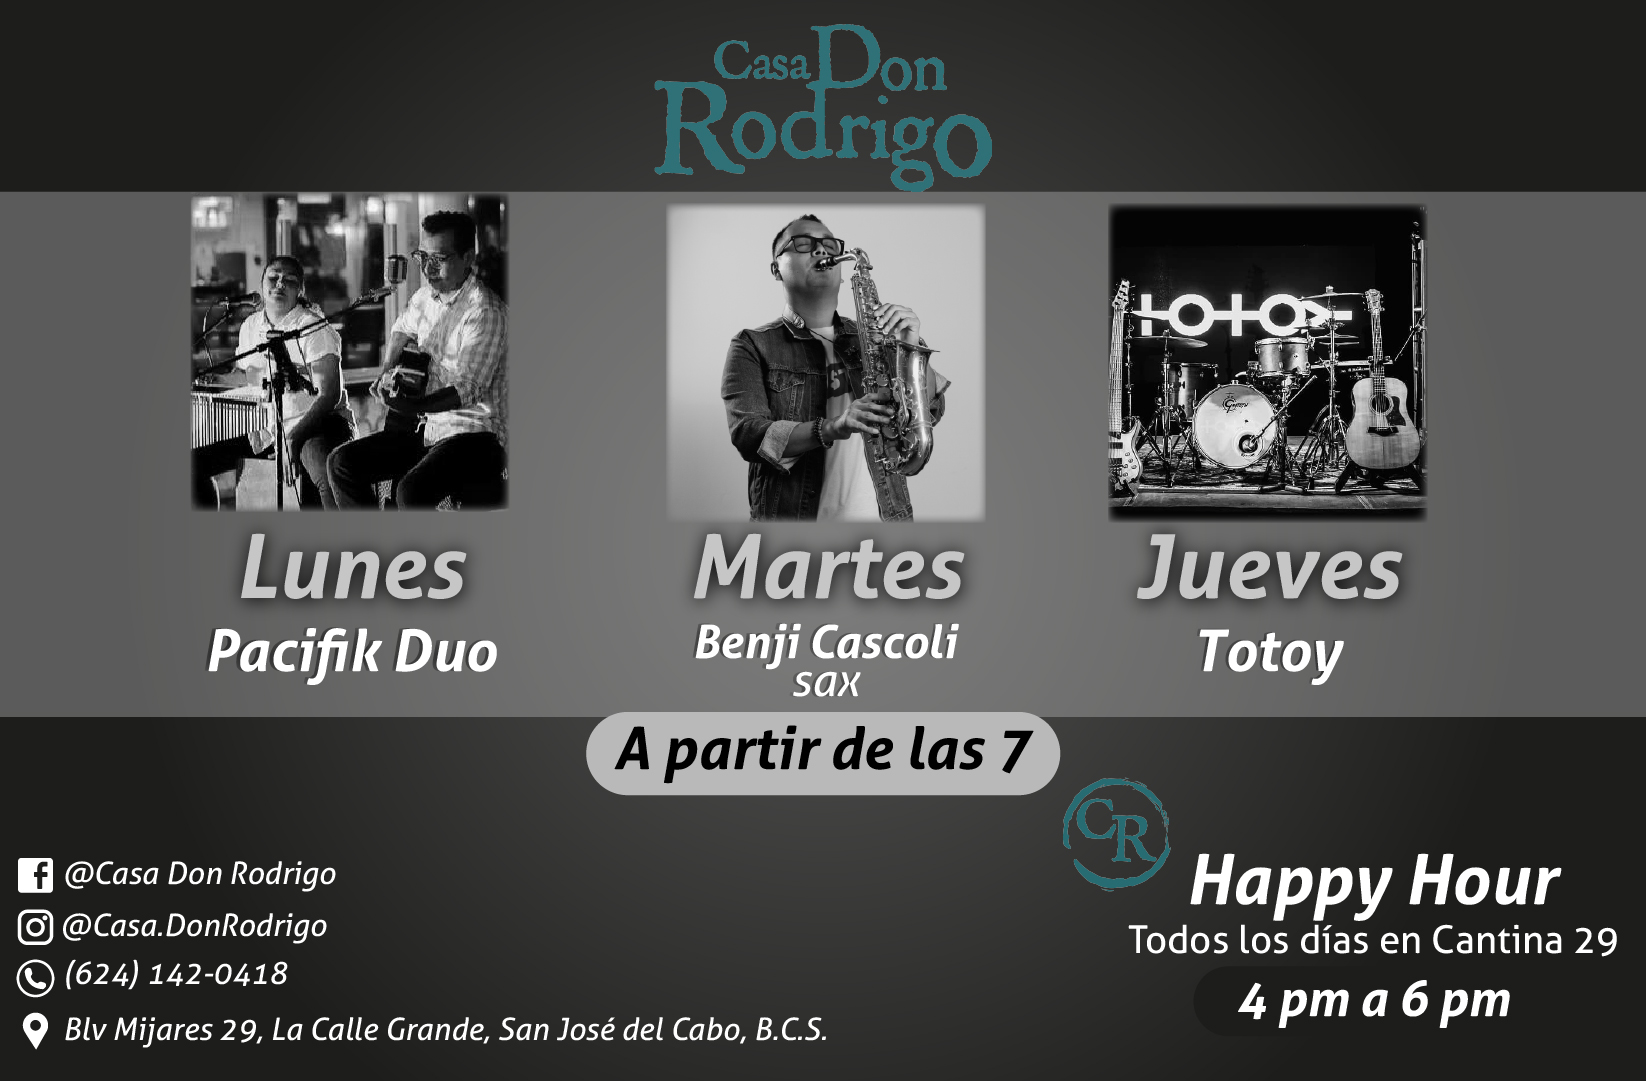 Casa Don
Rodrigo
TOTOY
Gretsch
Lunes
Martes
Jueves
Pacifik Duo
Benji Cascoli
sax
Totoy
A partir de las 7
CR
@Casa Don Rodrigo
@Casa.DonRodrigo
(624) 142-0418
Blv Mijares 29, La Calle Grande, San José del Cabo, B.C.S.
Happy Hour
Todos los días en Cantina 29
4 pm a 6 pm